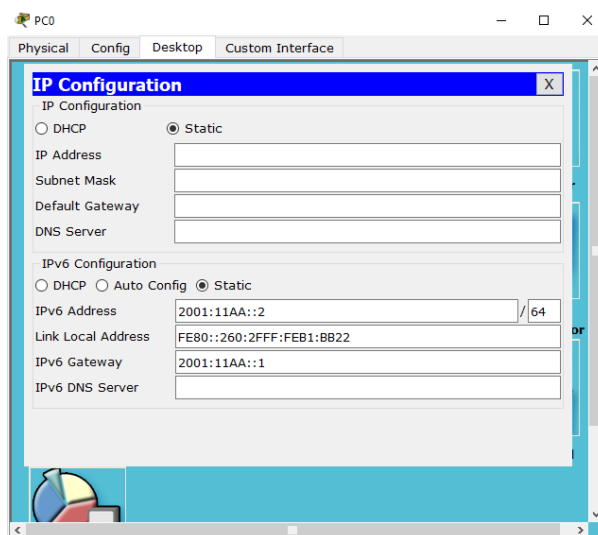 PC0
Physical Config Desktop Custom Interface
IP Configuration X
IP Configuration
DHCP Static
IP Address
Subnet Mask
Default Gateway
DNS Server
IPv6 Configuration
DHCP Auto Config Static
IPv6 Address 2001:11AA::2 / 64
or
Link Local Address FE80::260:2FFF:FEB1:BB22
IPv6 Gateway 2001:11AA::1
IPv6 DNS Server